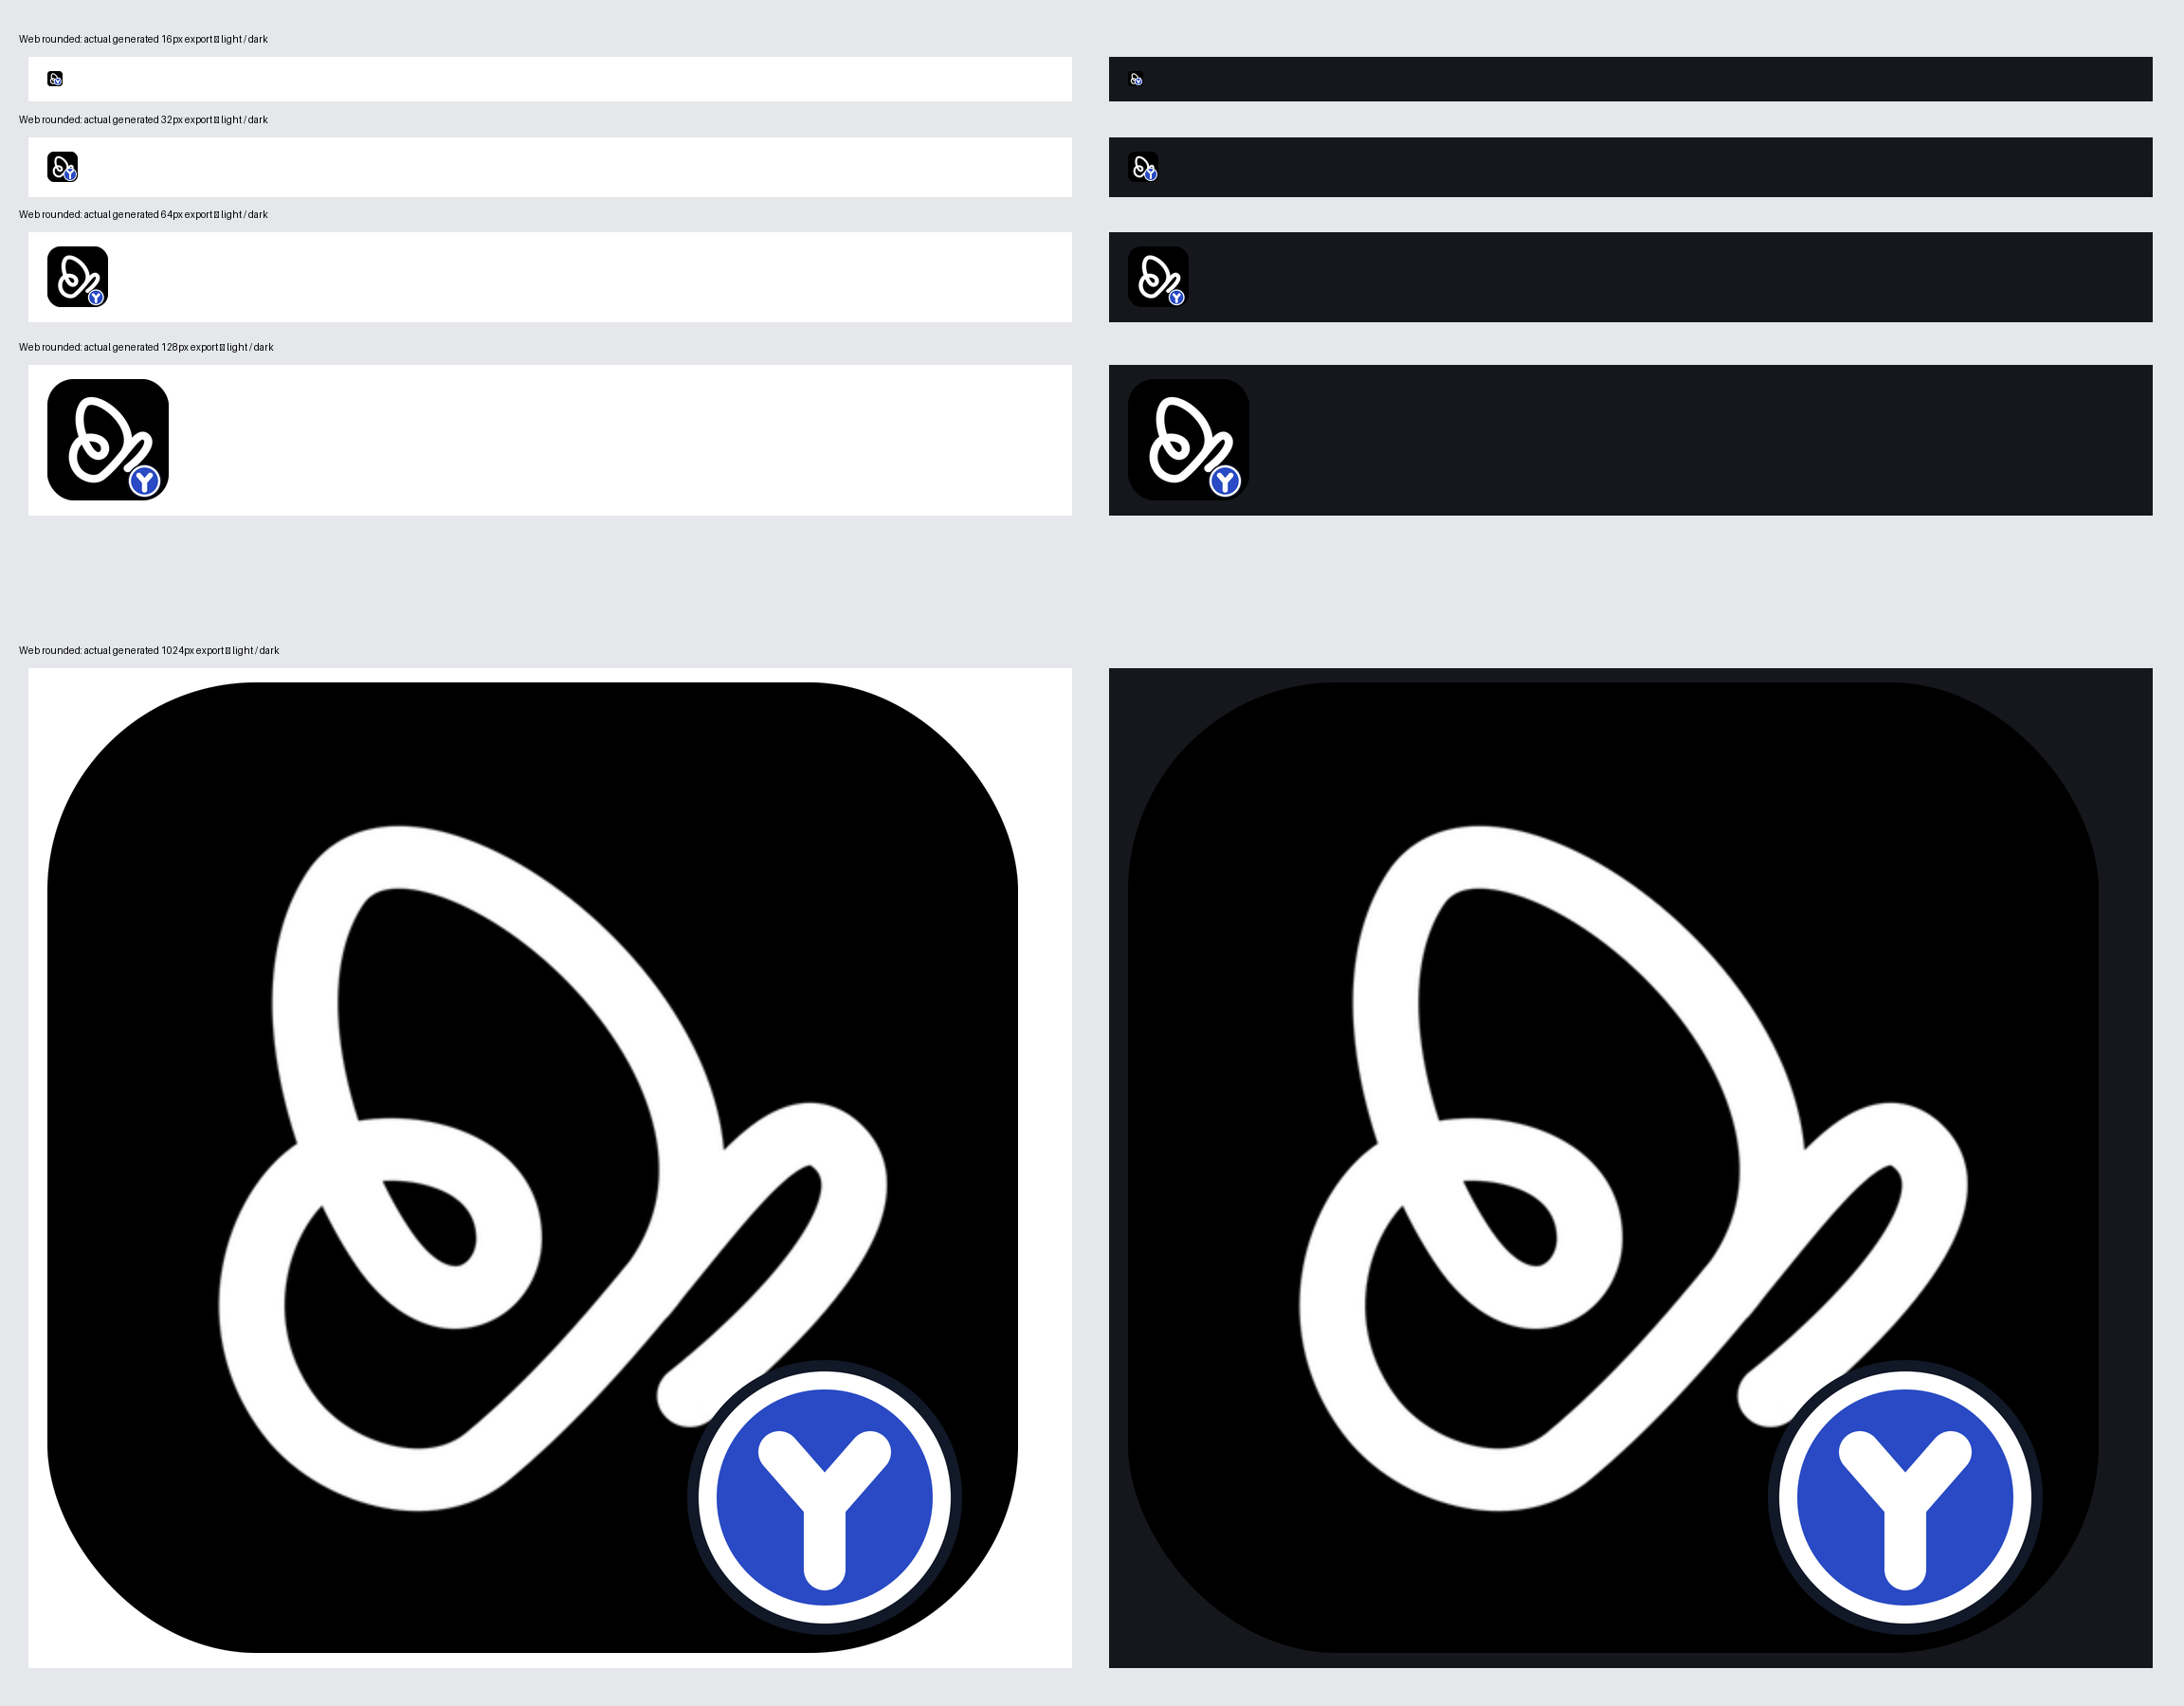 Web rounded: actual generated 16px export ▯ light / dark
Web rounded: actual generated 32px export ▯ light / dark
Web rounded: actual generated 64px export ▯ light / dark
Web rounded: actual generated 128px export ▯ light / dark
Web rounded: actual generated 1024px export ▯ light / dark
Y
Y